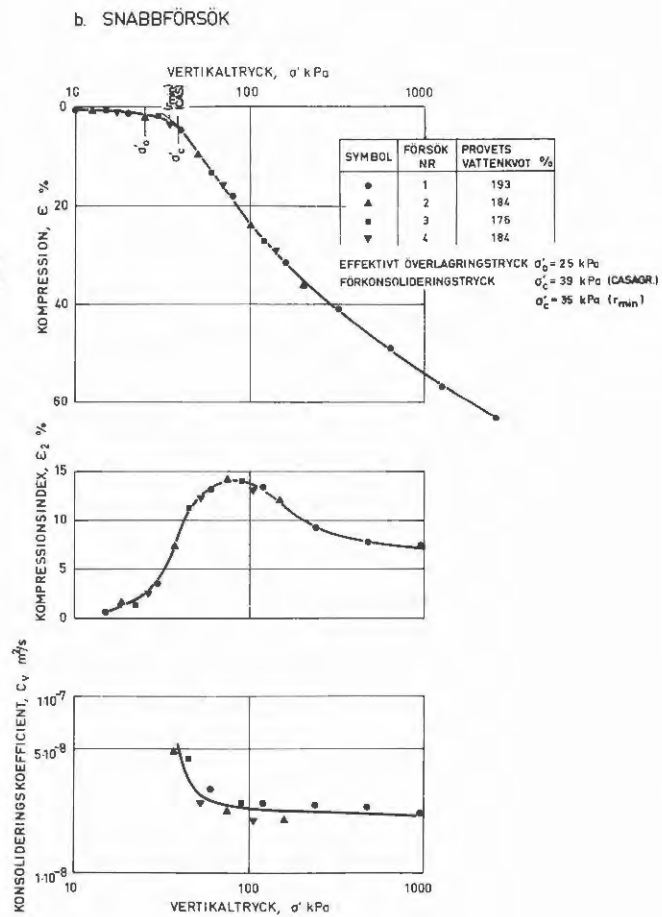 b. SNABBFÖRSÖK
VERTIKALTRYCK, σ' kPa
10 100 1000
0
20
40
60
KOMPRESSION, ε %
σ'o
σ'c (CAS)
(min)
SYMBOL FÖRSÖK NR PROVETS VATTENKVOT %
● 1 193
▲ 2 184
■ 3 176
▼ 4 184
EFFEKTIVT ÖVERLAGRINGSTRYCK σ'o = 25 kPa
FÖRKONSOLIDERINGSTRYCK σ'c = 39 kPa (CASAGR.)
σ'c = 35 kPa (rmin)
KOMPRESSIONSINDEX, ε2 %
15
10
5
0
KONSOLIDERINGSKOEFFICIENT, Cv m²/s
1·10⁻⁷
5·10⁻⁸
1·10⁻⁸
10 100 1000
VERTIKALTRYCK, σ' kPa